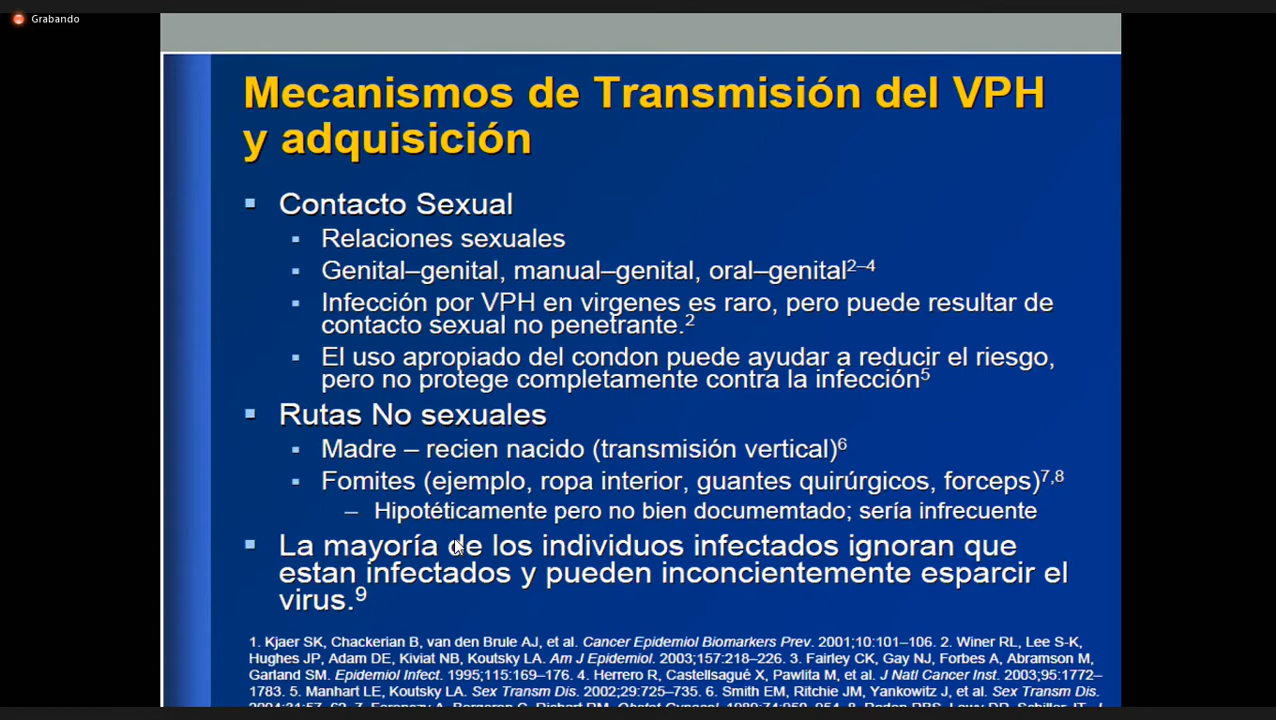 Grabando
Mecanismos de Transmisión del VPH
y adquisición
▪ Contacto Sexual
▪ Relaciones sexuales
▪ Genital–genital, manual–genital, oral–genital2–4
▪ Infección por VPH en virgenes es raro, pero puede resultar de
contacto sexual no penetrante.2
▪ El uso apropiado del condon puede ayudar a reducir el riesgo,
pero no protege completamente contra la infección5
▪ Rutas No sexuales
▪ Madre – recien nacido (transmisión vertical)6
▪ Fomites (ejemplo, ropa interior, guantes quirúrgicos, forceps)7,8
– Hipotéticamente pero no bien documemtado; sería infrecuente
▪ La mayoría de los individuos infectados ignoran que
estan infectados y pueden inconcientemente esparcir el
virus.9
1. Kjaer SK, Chackerian B, van den Brule AJ, et al. Cancer Epidemiol Biomarkers Prev. 2001;10:101–106. 2. Winer RL, Lee S-K,
Hughes JP, Adam DE, Kiviat NB, Koutsky LA. Am J Epidemiol. 2003;157:218–226. 3. Fairley CK, Gay NJ, Forbes A, Abramson M,
Garland SM. Epidemiol Infect. 1995;115:169–176. 4. Herrero R, Castellsagué X, Pawlita M, et al. J Natl Cancer Inst. 2003;95:1772–
1783. 5. Manhart LE, Koutsky LA. Sex Transm Dis. 2002;29:725–735. 6. Smith EM, Ritchie JM, Yankowitz J, et al. Sex Transm Dis.